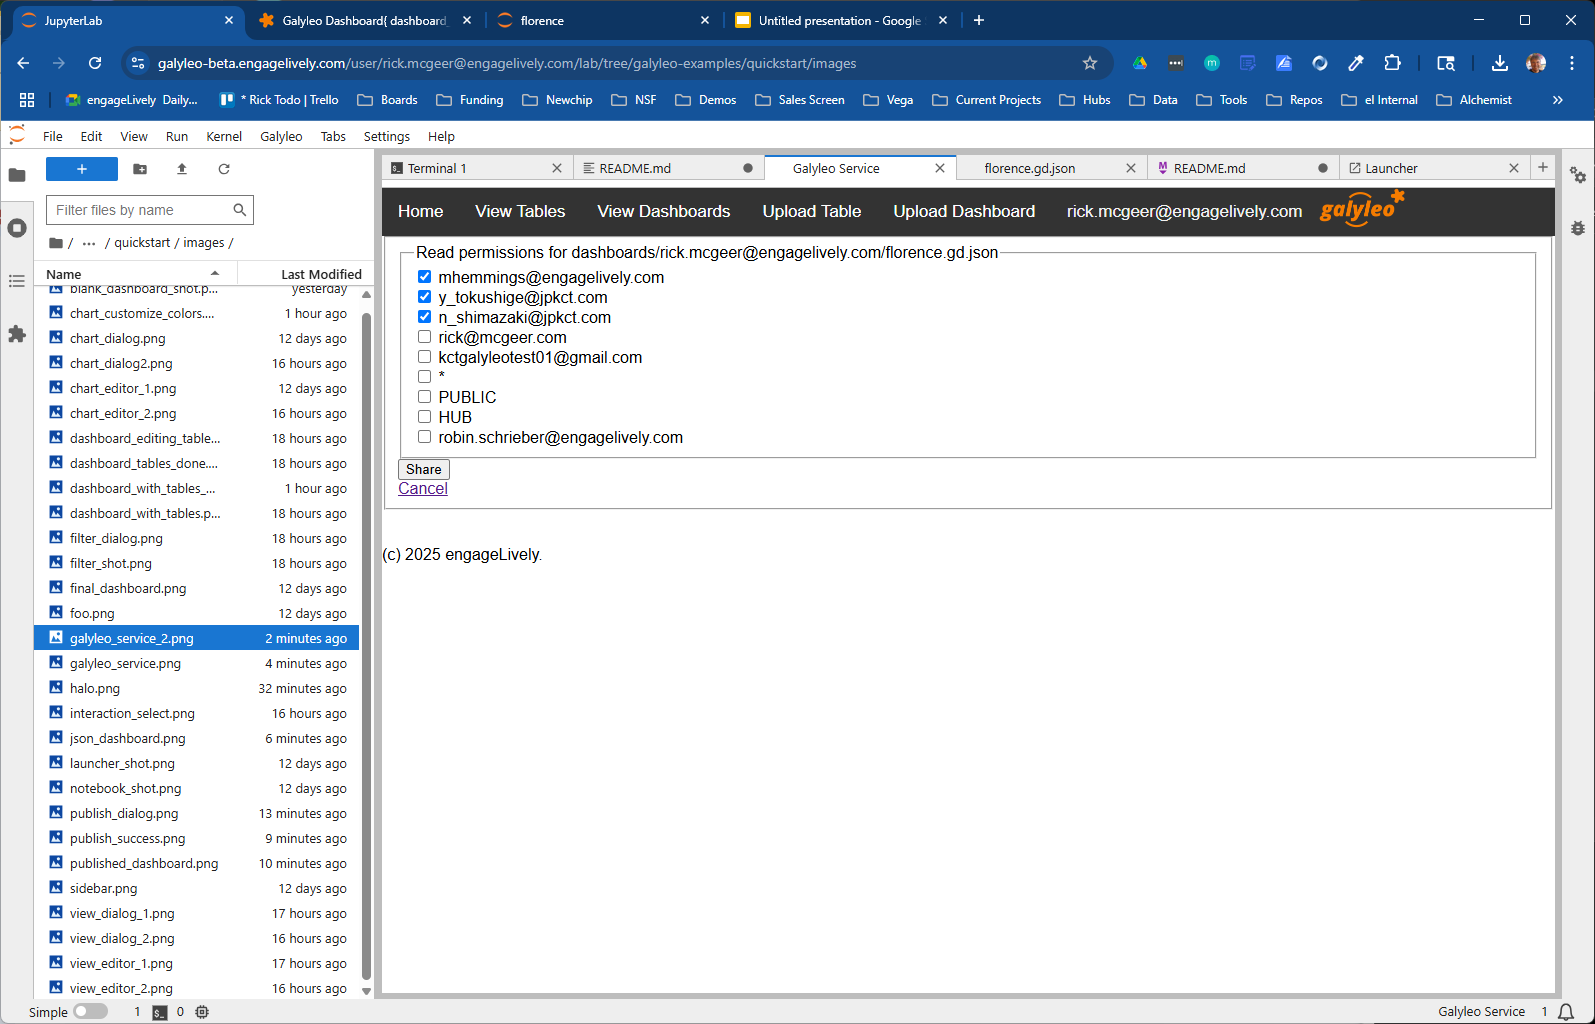 JupyterLab
Galyleo Dashboard{ dashboard_
florence
Untitled presentation - Google
galyleo-beta.engagelively.com/user/rick.mcgeer@engagelively.com/lab/tree/galyleo-examples/quickstart/images
engageLively Daily...
* Rick Todo | Trello
Boards
Funding
Newchip
NSF
Demos
Sales Screen
Vega
Current Projects
Hubs
Data
Tools
Repos
el Internal
Alchemist
File Edit View Run Kernel Galyleo Tabs Settings Help
Filter files by name
/ ... / quickstart / images /
Name Last Modified
blank_dashboard_shot.p... yesterday
chart_customize_colors.... 1 hour ago
chart_dialog.png 12 days ago
chart_dialog2.png 16 hours ago
chart_editor_1.png 12 days ago
chart_editor_2.png 16 hours ago
dashboard_editing_table... 18 hours ago
dashboard_tables_done.... 18 hours ago
dashboard_with_tables_... 1 hour ago
dashboard_with_tables.p... 18 hours ago
filter_dialog.png 18 hours ago
filter_shot.png 18 hours ago
final_dashboard.png 12 days ago
foo.png 12 days ago
galyleo_service_2.png 2 minutes ago
galyleo_service.png 4 minutes ago
halo.png 32 minutes ago
interaction_select.png 16 hours ago
json_dashboard.png 6 minutes ago
launcher_shot.png 12 days ago
notebook_shot.png 12 days ago
publish_dialog.png 13 minutes ago
publish_success.png 9 minutes ago
published_dashboard.png 10 minutes ago
sidebar.png 12 days ago
view_dialog_1.png 17 hours ago
view_dialog_2.png 16 hours ago
view_editor_1.png 17 hours ago
view_editor_2.png 16 hours ago
Terminal 1
README.md
Galyleo Service
florence.gd.json
README.md
Launcher
Home View Tables View Dashboards Upload Table Upload Dashboard rick.mcgeer@engagelively.com galyleo
Read permissions for dashboards/rick.mcgeer@engagelively.com/florence.gd.json
mhemmings@engagelively.com
y_tokushige@jpkct.com
n_shimazaki@jpkct.com
rick@mcgeer.com
kctgalyleotest01@gmail.com
*
PUBLIC
HUB
robin.schrieber@engagelively.com
Share
Cancel
(c) 2025 engageLively.
Simple 1 0 Galyleo Service 1